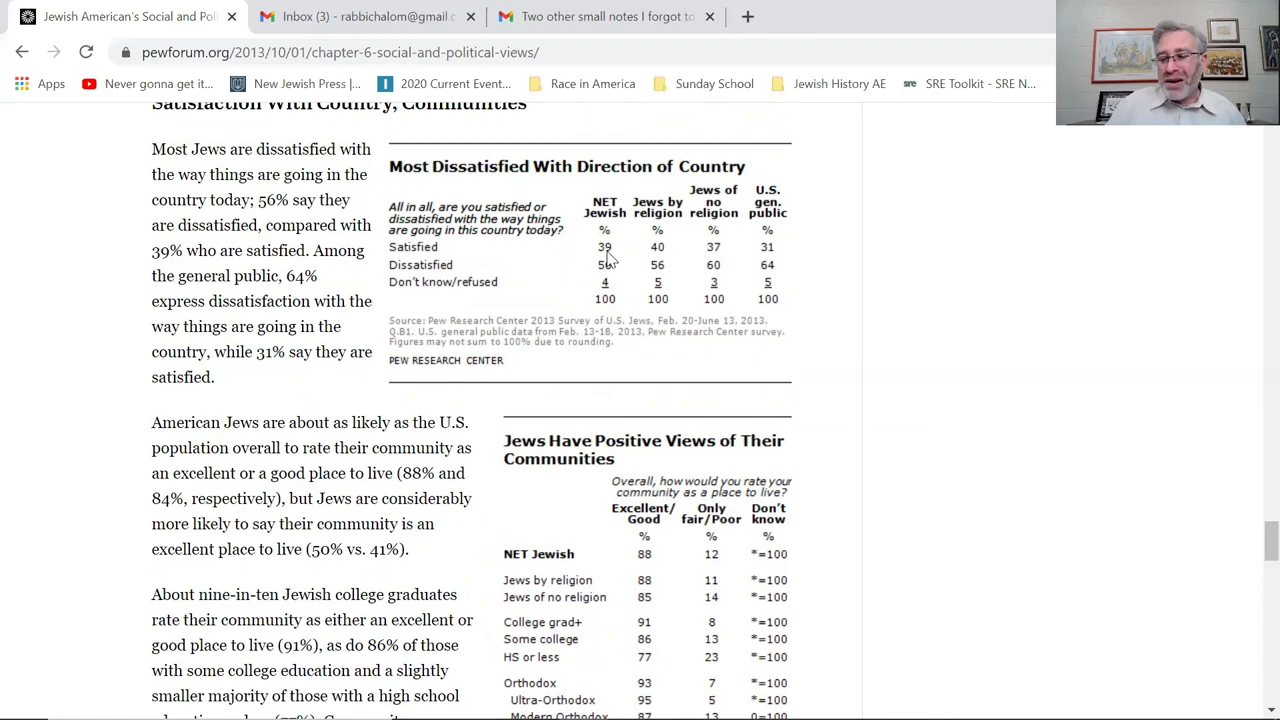 Jewish American's Social and Poli
Inbox (3) - rabbichalom@gmail.c
Two other small notes I forgot to
pewforum.org/2013/10/01/chapter-6-social-and-political-views/
Apps
Never gonna get it...
New Jewish Press |...
2020 Current Event...
Race in America
Sunday School
Jewish History AE
sre
SRE Toolkit - SRE N...
Satisfaction With Country, Communities
Most Jews are dissatisfied with
the way things are going in the
country today; 56% say they
are dissatisfied, compared with
39% who are satisfied. Among
the general public, 64%
express dissatisfaction with the
way things are going in the
country, while 31% say they are
satisfied.
Most Dissatisfied With Direction of Country
All in all, are you satisfied or
dissatisfied with the way things
are going in this country today?
NET Jewish
Jews by religion
Jews of no religion
U.S. gen. public
% % % %
Satisfied 39 40 37 31
Dissatisfied 56 56 60 64
Don't know/refused 4 5 3 5
100 100 100 100
Source: Pew Research Center 2013 Survey of U.S. Jews, Feb. 20-June 13, 2013.
Q.B1. U.S. general public data from Feb. 13-18, 2013, Pew Research Center survey.
Figures may not sum to 100% due to rounding.
PEW RESEARCH CENTER
American Jews are about as likely as the U.S.
population overall to rate their community as
an excellent or a good place to live (88% and
84%, respectively), but Jews are considerably
more likely to say their community is an
excellent place to live (50% vs. 41%).
About nine-in-ten Jewish college graduates
rate their community as either an excellent or
good place to live (91%), as do 86% of those
with some college education and a slightly
smaller majority of those with a high school
Jews Have Positive Views of Their
Communities
Overall, how would you rate your
community as a place to live?
Excellent/ Good
Only fair/Poor
Don't know
% % %
NET Jewish 88 12 *=100
Jews by religion 88 11 *=100
Jews of no religion 85 14 *=100
College grad+ 91 8 *=100
Some college 86 13 *=100
HS or less 77 23 *=100
Orthodox 93 7 *=100
Ultra-Orthodox 95 5 *=100
Modern Orthodox 87 13 0=100